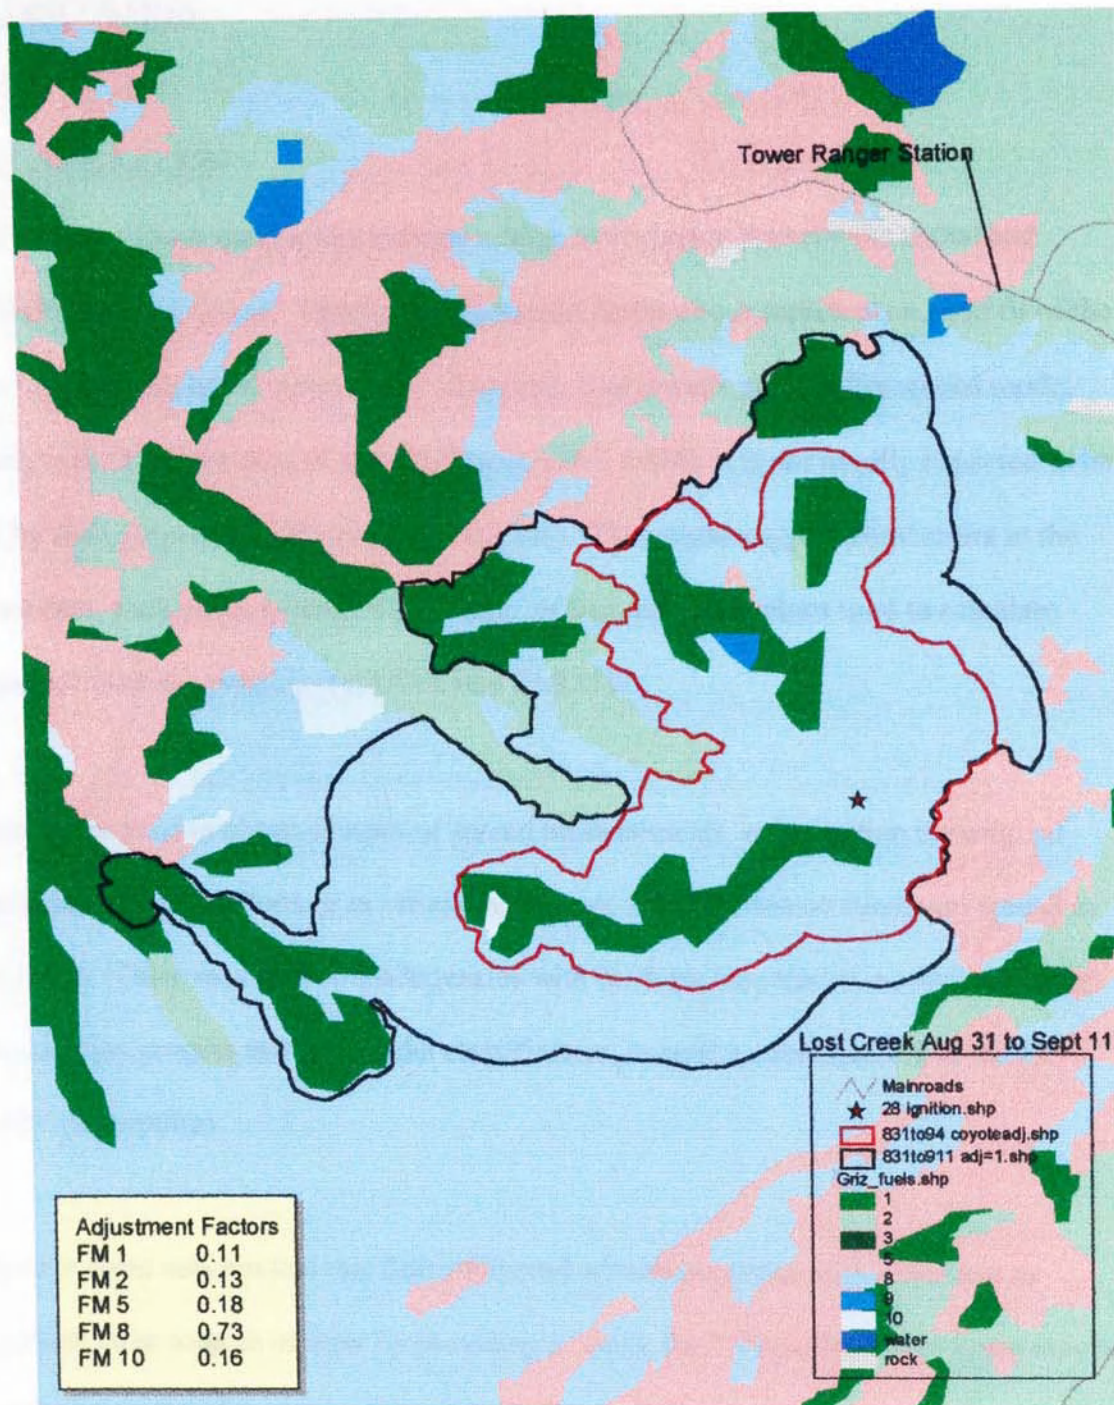 Tower Ranger Station
Lost Creek Aug 31 to Sept 11
Mainroads
28 ignition.shp
831to94 coyoteadj.shp
831to911 adj=1.shp
Griz_fuels.shp
1
2
3
5
8
9
10
water
rock
Adjustment Factors
FM 1 0.11
FM 2 0.13
FM 5 0.18
FM 8 0.73
FM 10 0.16